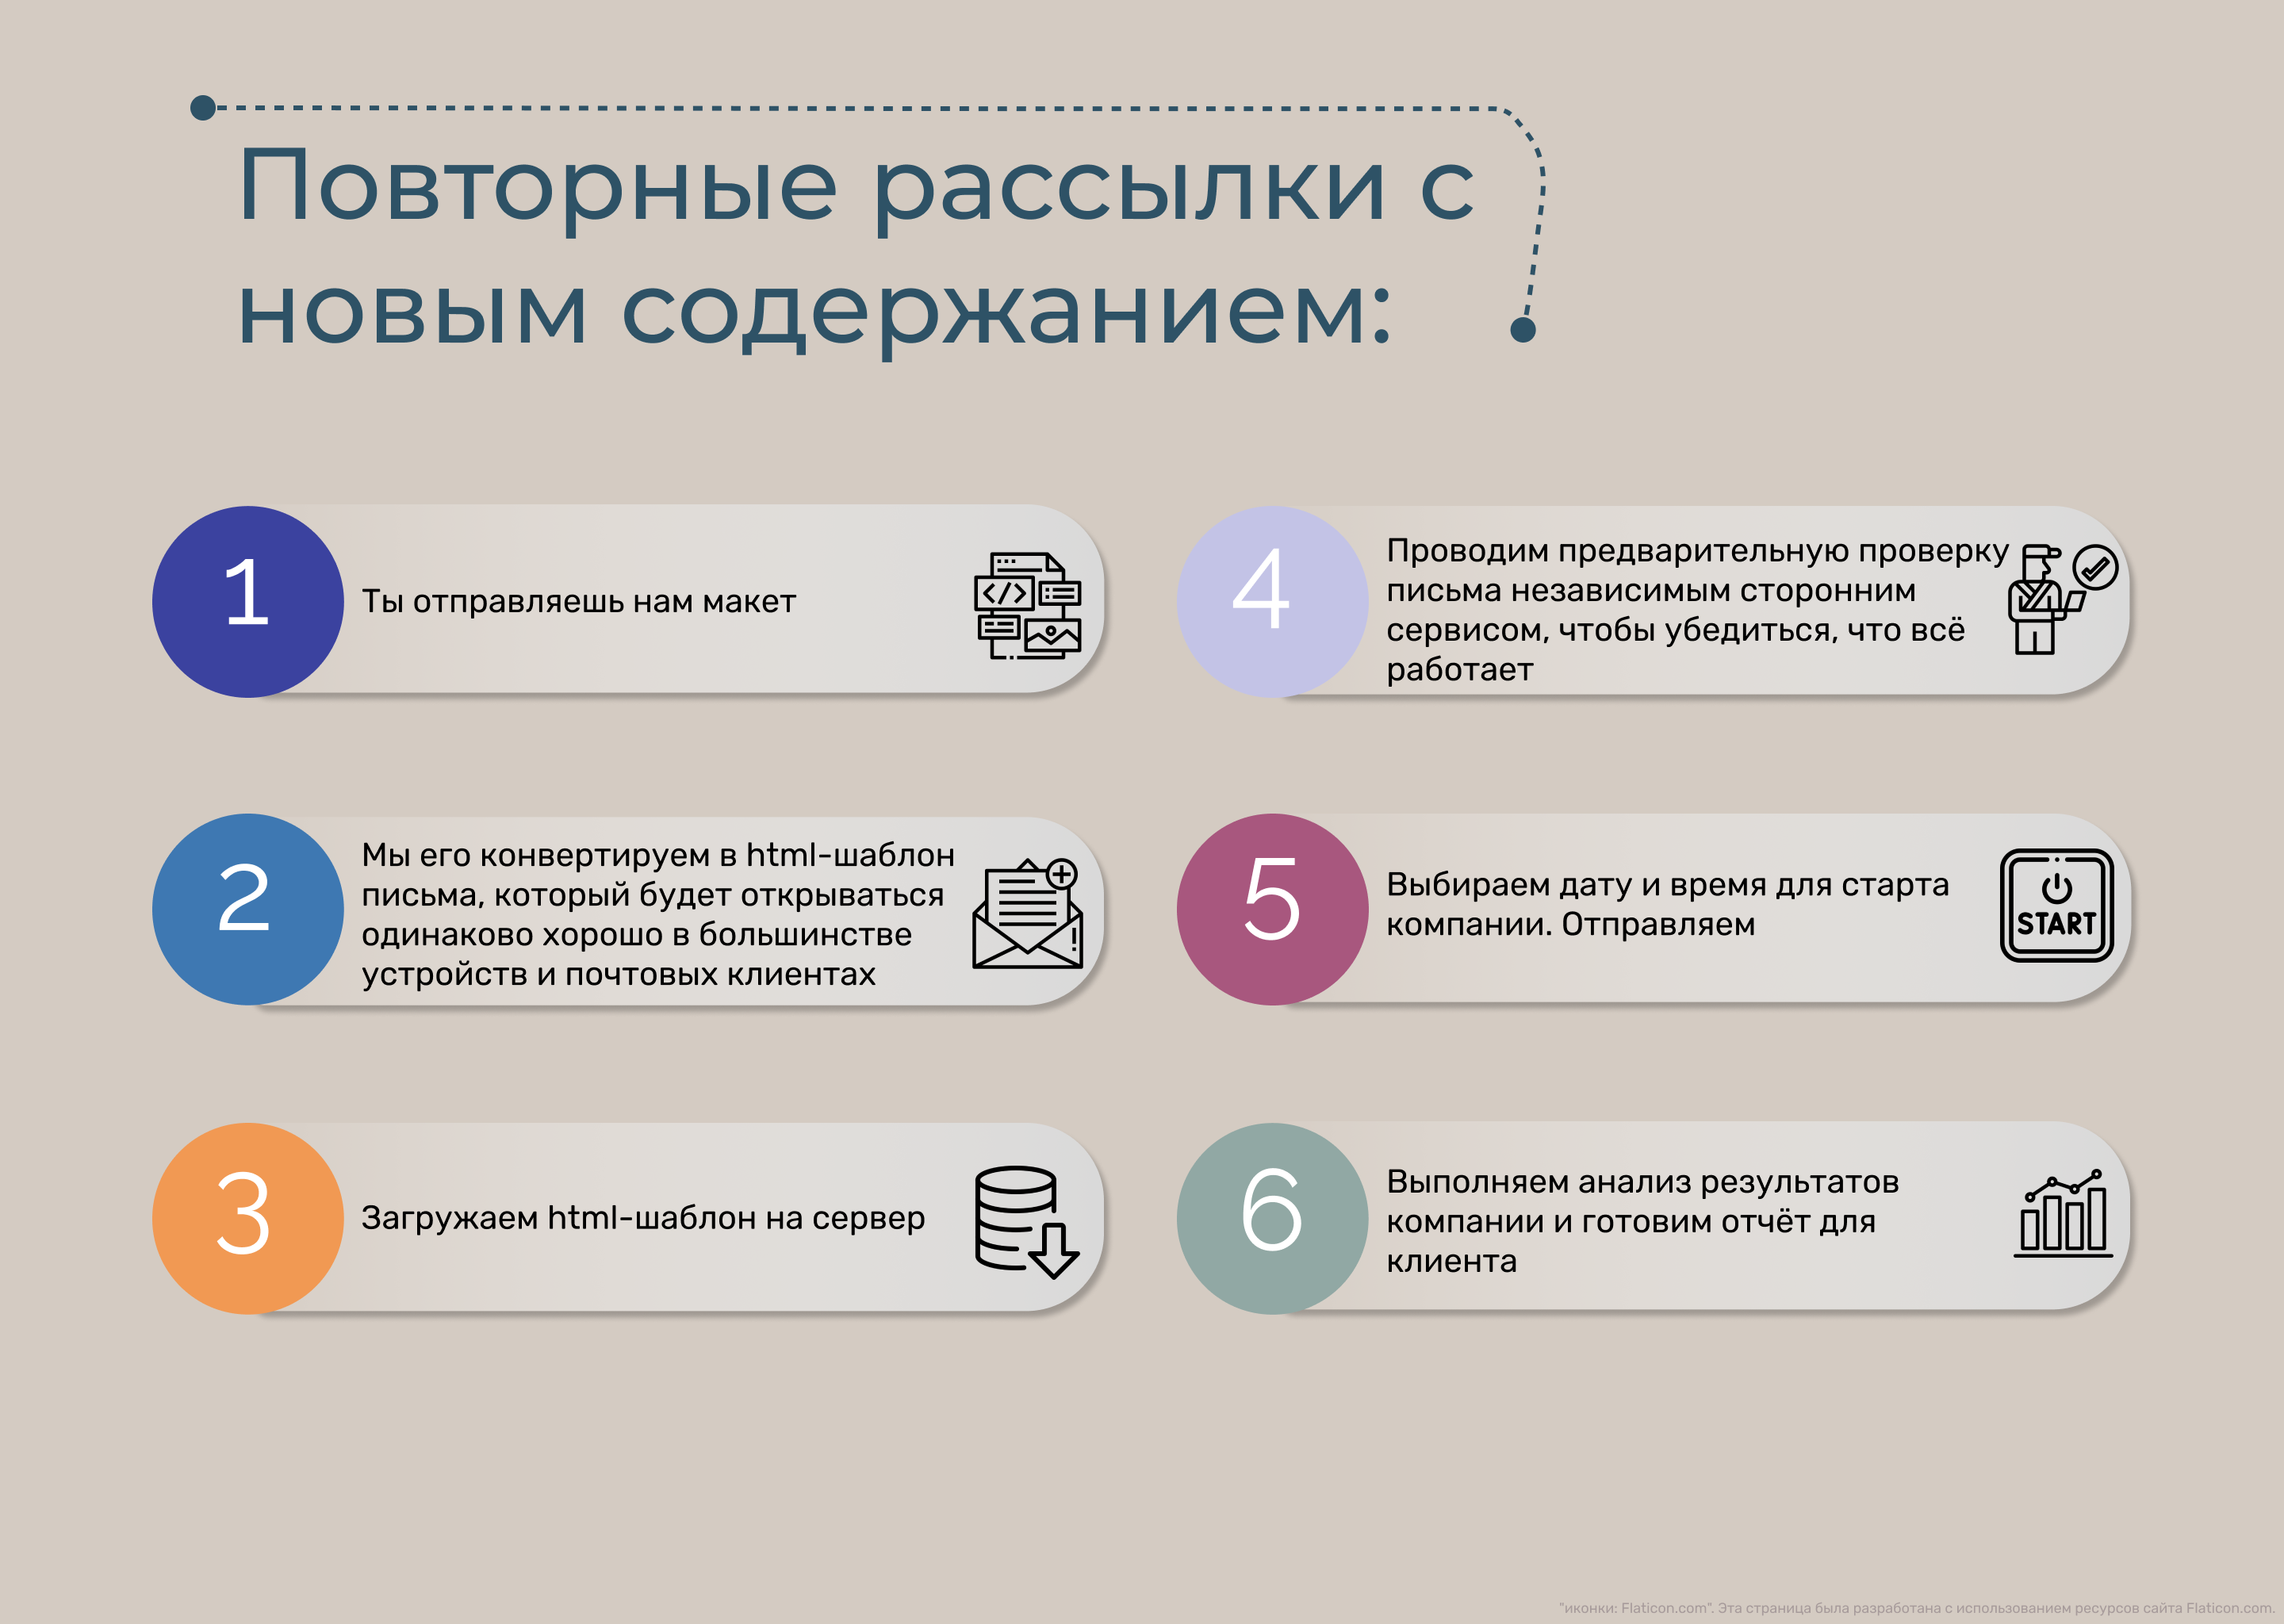 Повторные рассылки с
новым содержанием:
1
Ты отправляешь нам макет
2
Мы его конвертируем в html-шаблон
письма, который будет открываться
одинаково хорошо в большинстве
устройств и почтовых клиентах
3
Загружаем html-шаблон на сервер
4
Проводим предварительную проверку
письма независимым сторонним
сервисом, чтобы убедиться, что всё
работает
5
Выбираем дату и время для старта
компании. Отправляем
START
6
Выполняем анализ результатов
компании и готовим отчёт для
клиента
"иконки: Flaticon.com". Эта страница была разработана с использованием ресурсов сайта Flaticon.com.